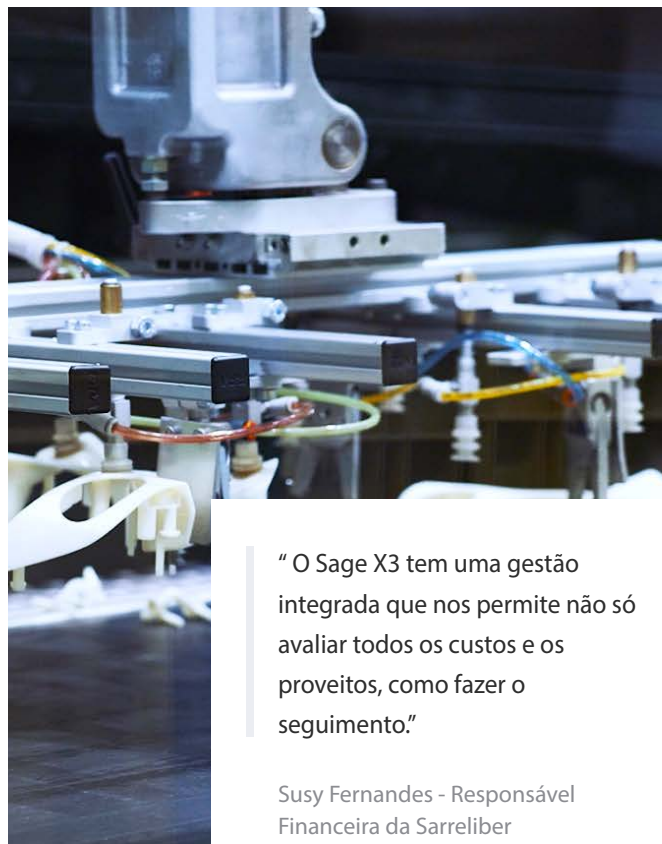 “ O Sage X3 tem uma gestão
integrada que nos permite não só
avaliar todos os custos e os
proveitos, como fazer o
seguimento.”
Susy Fernandes - Responsável
Financeira da Sarreliber